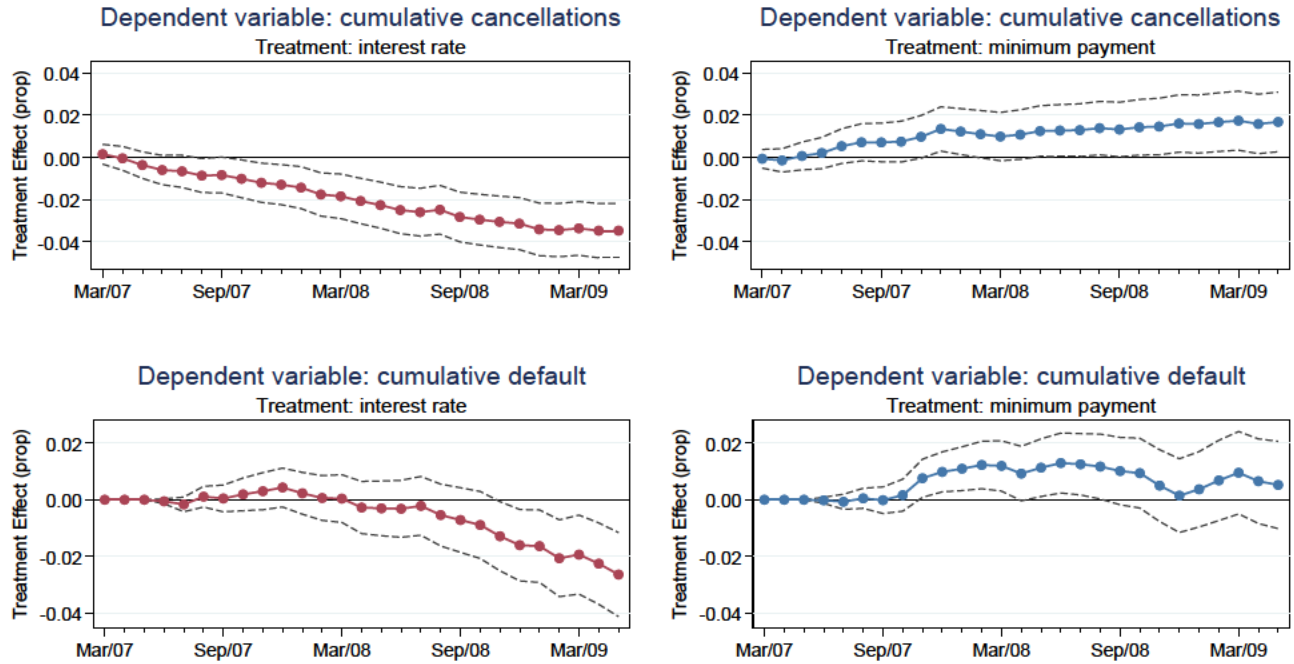 Dependent variable: cumulative cancellations
Treatment: interest rate
Treatment Effect (prop)
0.04
0.02
0.00
-0.02
-0.04
Mar/07 Sep/07 Mar/08 Sep/08 Mar/09
Dependent variable: cumulative cancellations
Treatment: minimum payment
Treatment Effect (prop)
0.04
0.02
0.00
-0.02
-0.04
Mar/07 Sep/07 Mar/08 Sep/08 Mar/09
Dependent variable: cumulative default
Treatment: interest rate
Treatment Effect (prop)
0.02
0.00
-0.02
-0.04
Mar/07 Sep/07 Mar/08 Sep/08 Mar/09
Dependent variable: cumulative default
Treatment: minimum payment
Treatment Effect (prop)
0.02
0.00
-0.02
-0.04
Mar/07 Sep/07 Mar/08 Sep/08 Mar/09